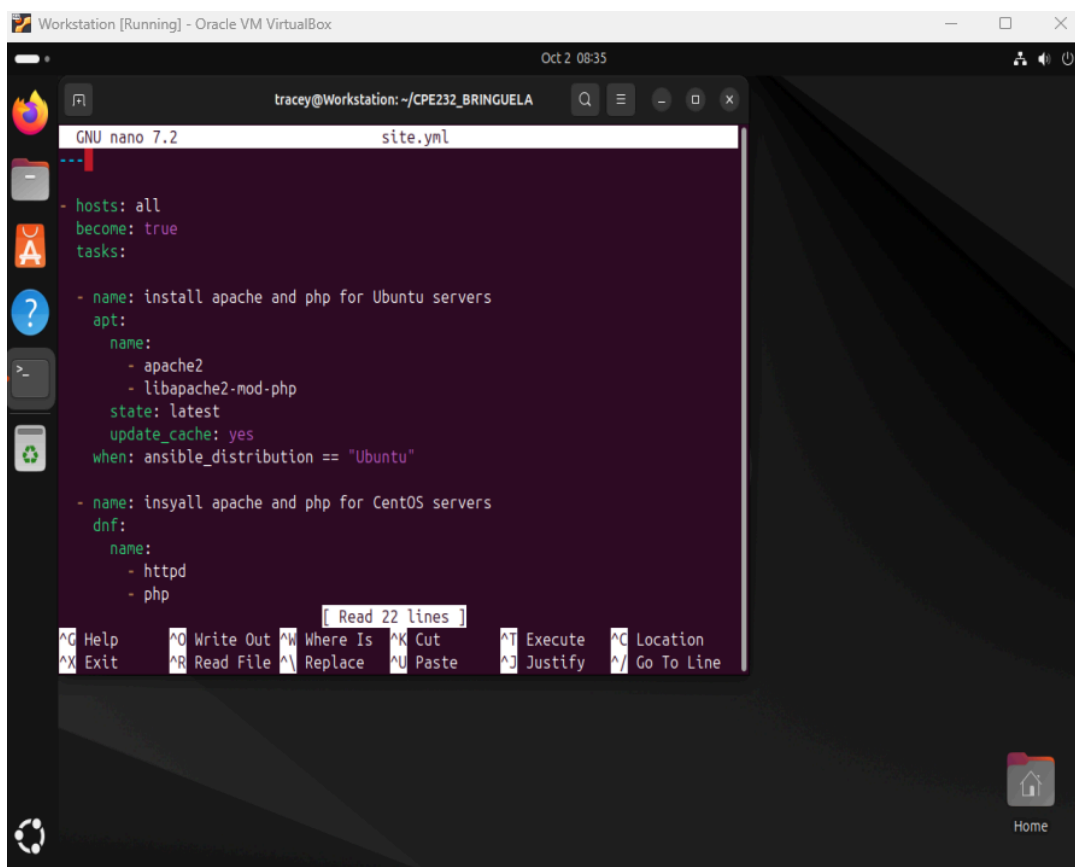 Workstation [Running] - Oracle VM VirtualBox
Oct 2 08:35
tracey@Workstation: ~/CPE232_BRINGUELA
GNU nano 7.2 site.yml
---
- hosts: all
become: true
tasks:
- name: install apache and php for Ubuntu servers
apt:
name:
- apache2
- libapache2-mod-php
state: latest
update_cache: yes
when: ansible_distribution == "Ubuntu"
- name: insyall apache and php for CentOS servers
dnf:
name:
- httpd
- php
[ Read 22 lines ]
^G Help ^O Write Out ^W Where Is ^K Cut ^T Execute ^C Location
^X Exit ^R Read File ^\ Replace ^U Paste ^J Justify ^/ Go To Line
Home